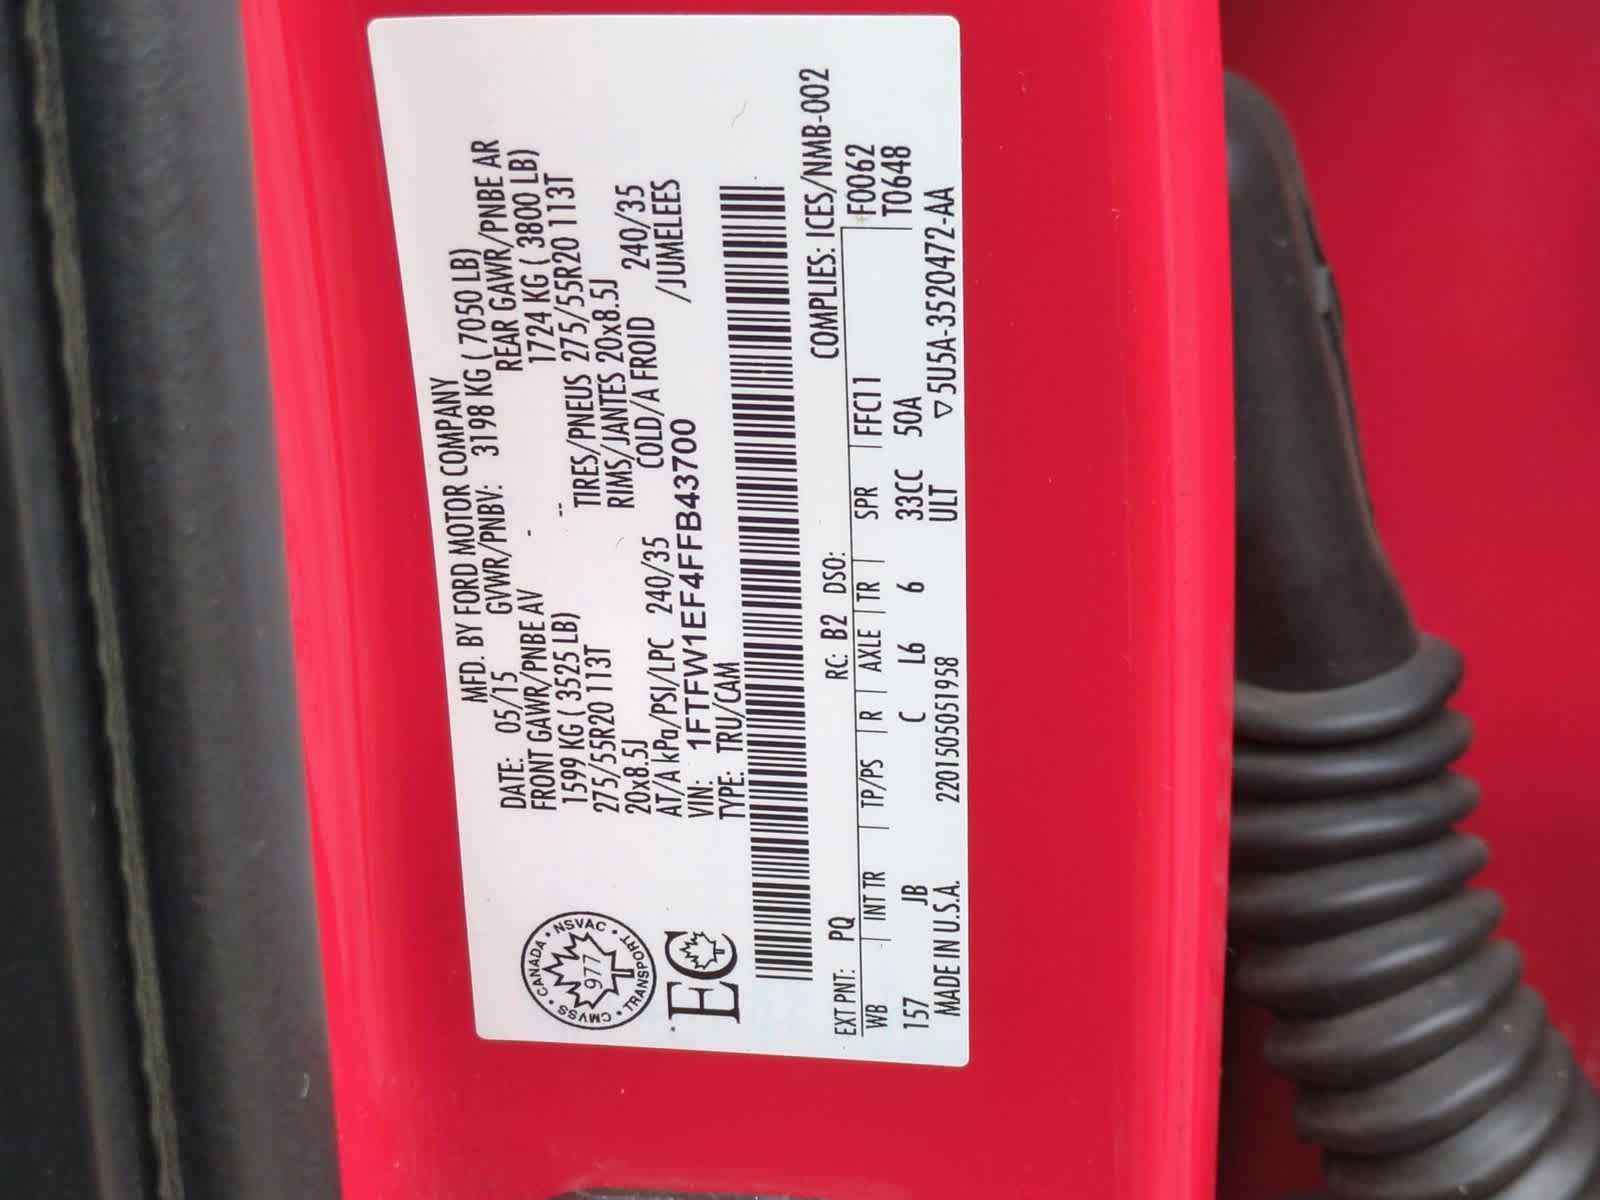 MFD. BY FORD MOTOR COMPANY
DATE: 05/15 GVWR/PNBV: 3198 KG ( 7050 LB)
FRONT GAWR/PNBE AV - REAR GAWR/PNBE AR
1599 KG ( 3525 LB) -- 1724 KG ( 3800 LB)
275/55R20 113T TIRES/PNEUS 275/55R20 113T
20x8.5J RIMS/JANTES 20x8.5J
AT/A kPa/PSI/LPC 240/35 COLD/A FROID 240/35
VIN: 1FTFW1EF4FFB43700 /JUMELEES
TYPE: TRU/CAM
CMVSS • CANADA • NSVAC • TRANSPORT •
977
EC
COMPLIES: ICES/NMB-002
EXT PNT: PQ RC: B2 DSO: F0062
WB | INT TR | TP/PS | R | AXLE | TR | SPR | FFC11 T0648
157 JB C L6 6 33CC 50A
ULT
MADE IN U.S.A. 220150505​1958 ▽5U5A-3520472-AA